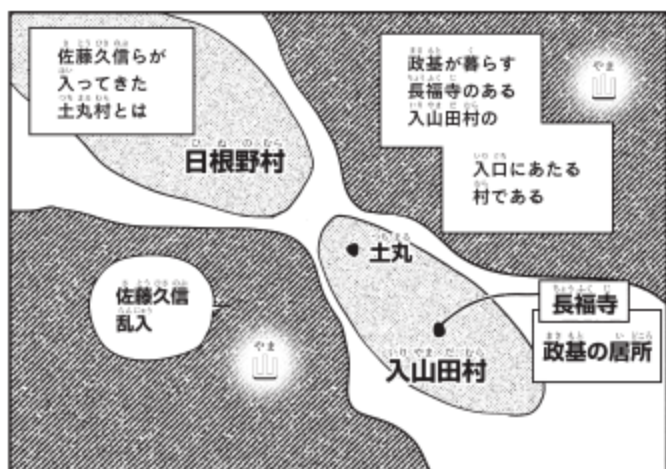 佐藤久信らが
入ってきた
土丸村とは
政基が暮らす
長福寺のある
入山田村の
入口にあたる
村である
山
日根野村
土丸
佐藤久信
乱入
長福寺
政基の居所
山
入山田村